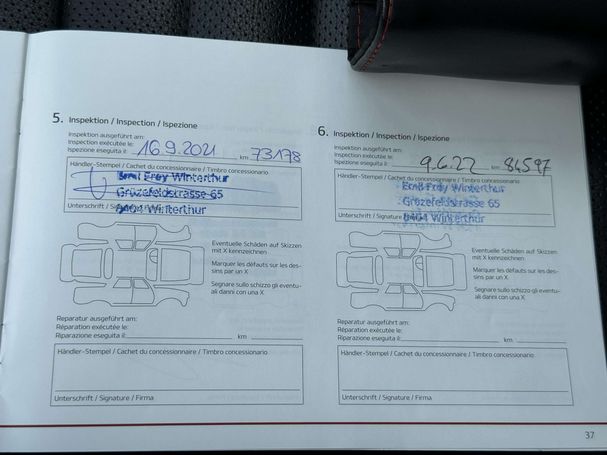 5. Inspektion / Inspection / Ispezione
Inspektion ausgeführt am:
Inspection exécutée le:
Ispezione eseguita il: 16.9.2021 km 73178
Händler-Stempel / Cachet du concessionnaire / Timbro concessionario
Emil Frey Winterthur
Grüzefeldstrasse 65
8404 Winterthur
Unterschrift /
Eventuelle Schäden auf Skizzen
mit X kennzeichnen
Marquer les défauts sur les des-
sins par un X
Segnare sullo schizzo gli eventu-
ali danni con una X
Reparatur ausgeführt am:
Réparation exécutée le:
Riparazione eseguita il: km
Händler-Stempel / Cachet du concessionnaire / Timbro concessionario
Unterschrift / Signature / Firma
6. Inspektion / Inspection / Ispezione
Inspektion ausgeführt am:
Inspection exécutée le:
Ispezione eseguita il: 9.6.22 km 84597
Händler-Stempel / Cachet du concessionnaire / Timbro concessionario
Emil Frey Winterthur
Grüzefeldstrasse 65
8404 Winterthur
Unterschrift / Signature
Eventuelle Schäden auf Skizzen
mit X kennzeichnen
Marquer les défauts sur les des-
sins par un X
Segnare sullo schizzo gli eventu-
ali danni con una X
Reparatur ausgeführt am:
Réparation exécutée le:
Riparazione eseguita il: km
Händler-Stempel / Cachet du concessionnaire / Timbro concessionario
Unterschrift / Signature / Firma
37